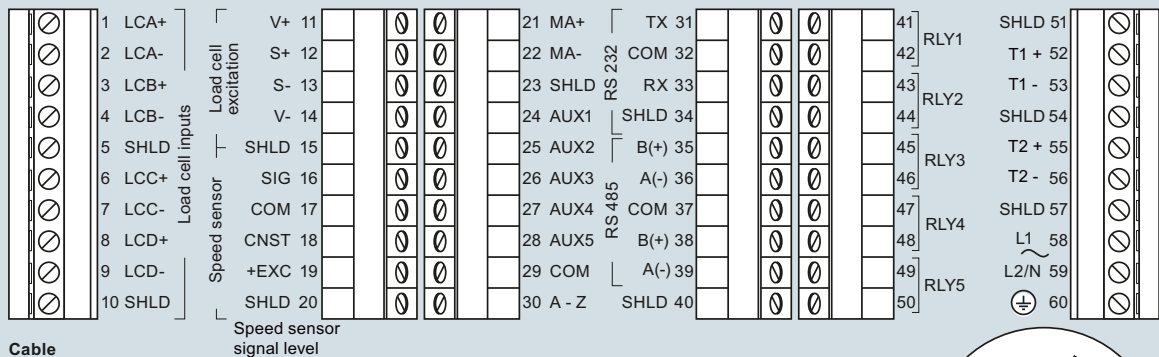 1 LCA+
2 LCA-
3 LCB+
4 LCB-
5 SHLD
6 LCC+
7 LCC-
8 LCD+
9 LCD-
10 SHLD
Load cell inputs
Load cell
excitation
Speed sensor
V+ 11
S+ 12
S- 13
V- 14
SHLD 15
SIG 16
COM 17
CNST 18
+EXC 19
SHLD 20
Speed sensor
signal level
21 MA+
22 MA-
23 SHLD
24 AUX1
25 AUX2
26 AUX3
27 AUX4
28 AUX5
29 COM
30 A - Z
RS 232
RS 485
TX 31
COM 32
RX 33
SHLD 34
B(+) 35
A(-) 36
COM 37
B(+) 38
A(-) 39
SHLD 40
41
42
RLY1
43
44
RLY2
45
46
RLY3
47
48
RLY4
49
50
RLY5
SHLD 51
T1 + 52
T1 - 53
SHLD 54
T2 + 55
T2 - 56
SHLD 57
L1 58
L2/N 59
60
Cable